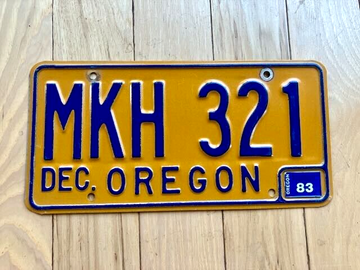 MKH 321
DEC. OREGON
OREGON 83